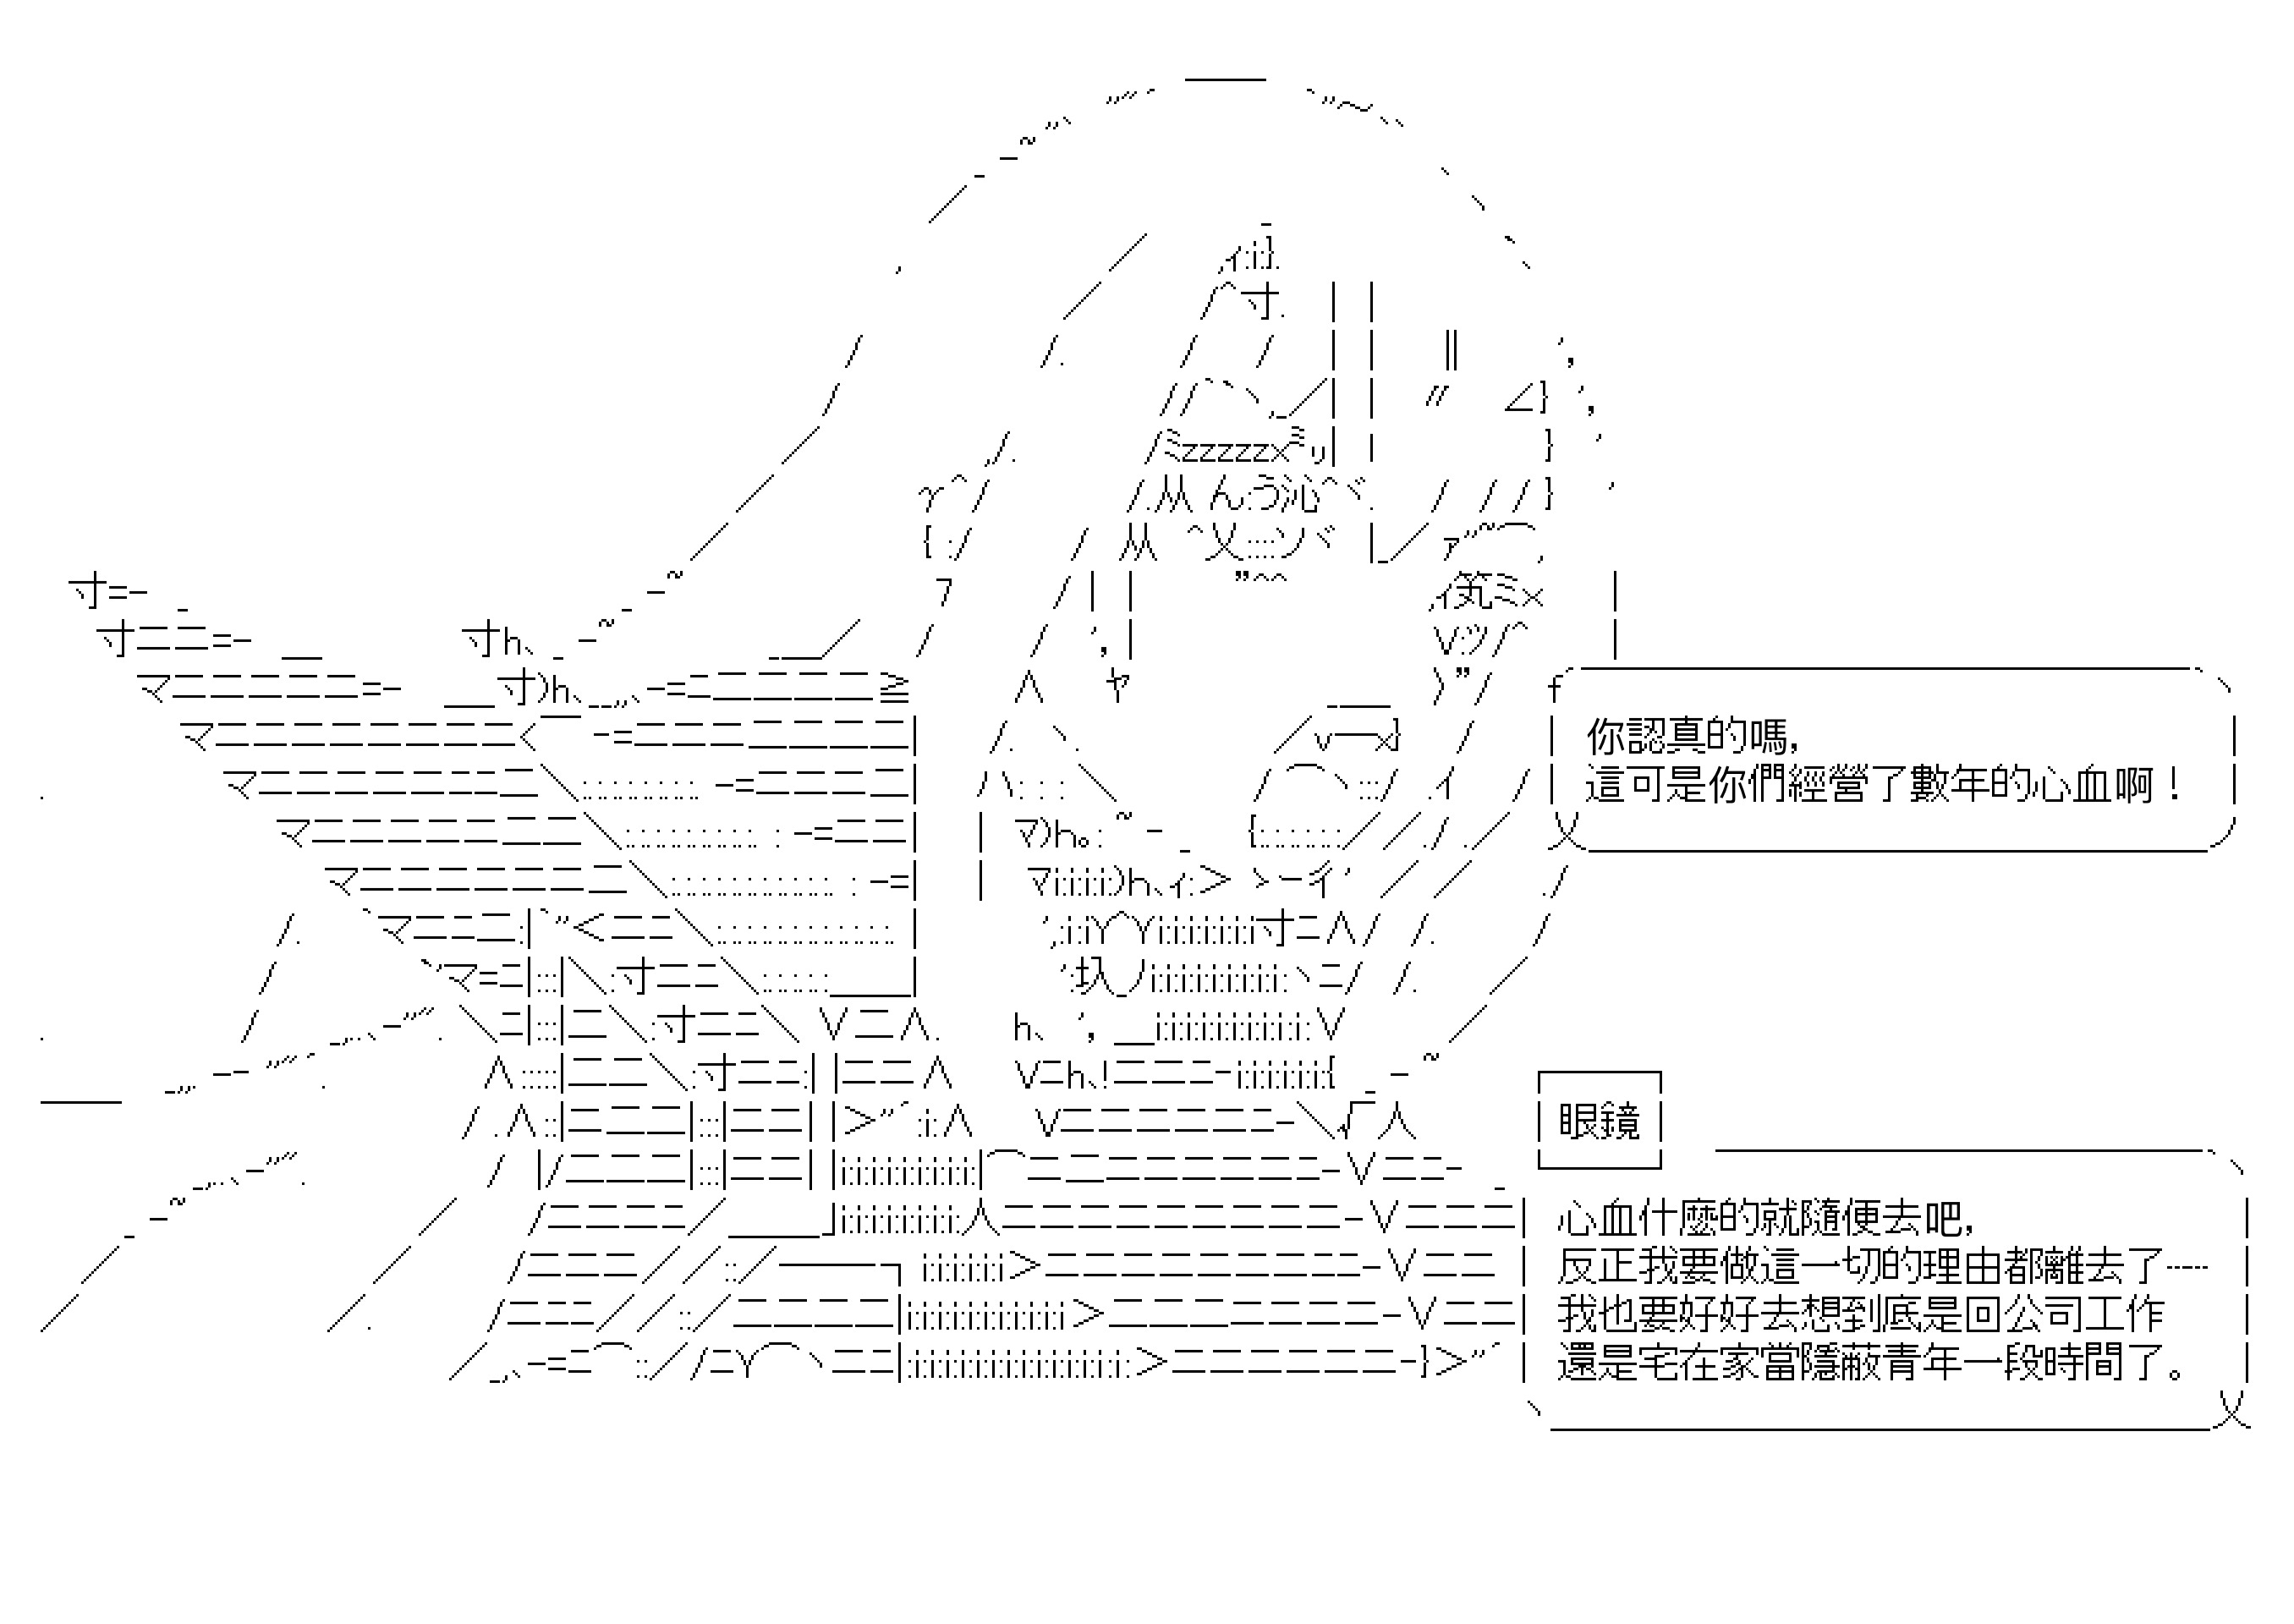 你認真的嗎，
這可是你們經營了數年的心血啊！
眼鏡
心血什麼的就隨便去吧，
反正我要做這一切的理由都離去了……
我也要好好去想到底是回公司工作
還是宅在家當隱蔽青年一段時間了。